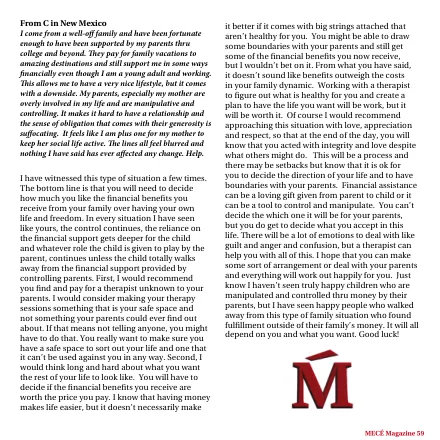 From C in New Mexico
I come from a well-off family and have been fortunate
enough to have been supported by my parents thru
college and beyond. They pay for family vacations to
amazing destinations and still support me in some ways
financially even though I am a young adult and working.
This allows me to have a very nice lifestyle, but it comes
with a downside. My parents, especially my mother are
overly involved in my life and are manipulative and
controlling. It makes it hard to have a relationship and
the sense of obligation that comes with their generosity is
suffocating. It feels like I am plus one for my mother to
keep her social life active. The lines all feel blurred and
nothing I have said has ever affected any change. Help.
I have witnessed this type of situation a few times.
The bottom line is that you will need to decide
how much you like the financial benefits you
receive from your family over having your own
life and freedom. In every situation I have seen
like yours, the control continues, the reliance on
the financial support gets deeper for the child
and whatever role the child is given to play by the
parent, continues unless the child totally walks
away from the financial support provided by
controlling parents. First, I would recommend
you find and pay for a therapist unknown to your
parents. I would consider making your therapy
sessions something that is your safe space and
not something your parents could ever find out
about. If that means not telling anyone, you might
have to do that. You really want to make sure you
have a safe space to sort out your life and one that
it can't be used against you in any way. Second, I
would think long and hard about what you want
the rest of your life to look like. You will have to
decide if the financial benefits you receive are
worth the price you pay. I know that having money
makes life easier, but it doesn't necessarily make
it better if it comes with big strings attached that
aren't healthy for you. You might be able to draw
some boundaries with your parents and still get
some of the financial benefits you now receive,
but I wouldn't bet on it. From what you have said,
it doesn't sound like benefits outweigh the costs
in your family dynamic. Working with a therapist
to figure out what is healthy for you and create a
plan to have the life you want will be work, but it
will be worth it. Of course I would recommend
approaching this situation with love, appreciation
and respect, so that at the end of the day, you will
know that you acted with integrity and love despite
what others might do. This will be a process and
there may be setbacks but know that it is ok for
you to decide the direction of your life and to have
boundaries with your parents. Financial assistance
can be a loving gift given from parent to child or it
can be a tool to control and manipulate. You can't
decide the which one it will be for your parents,
but you do get to decide what you accept in this
life. There will be a lot of emotions to deal with like
guilt and anger and confusion, but a therapist can
help you with all of this. I hope that you can make
some sort of arrangement or deal with your parents
and everything will work out happily for you. Just
know I haven't seen truly happy children who are
manipulated and controlled thru money by their
parents, but I have seen happy people who walked
away from this type of family situation who found
fulfillment outside of their family's money. It will all
depend on you and what you want. Good luck!
Ḿ
MECÉ Magazine 59